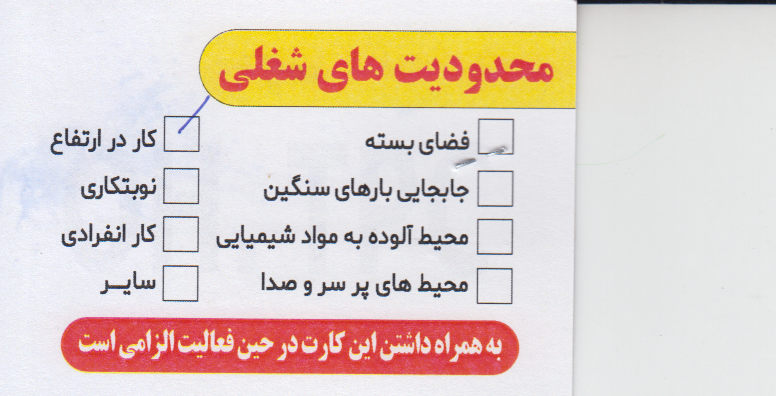 محدودیت های شغلی
فضای بسته
کار در ارتفاع
جابجایی بارهای سنگین
نوبتکاری
محیط آلوده به مواد شیمیایی
کار انفرادی
محیط های پر سر و صدا
سایـر
به همراه داشتن این کارت در حین فعالیت الزامی است